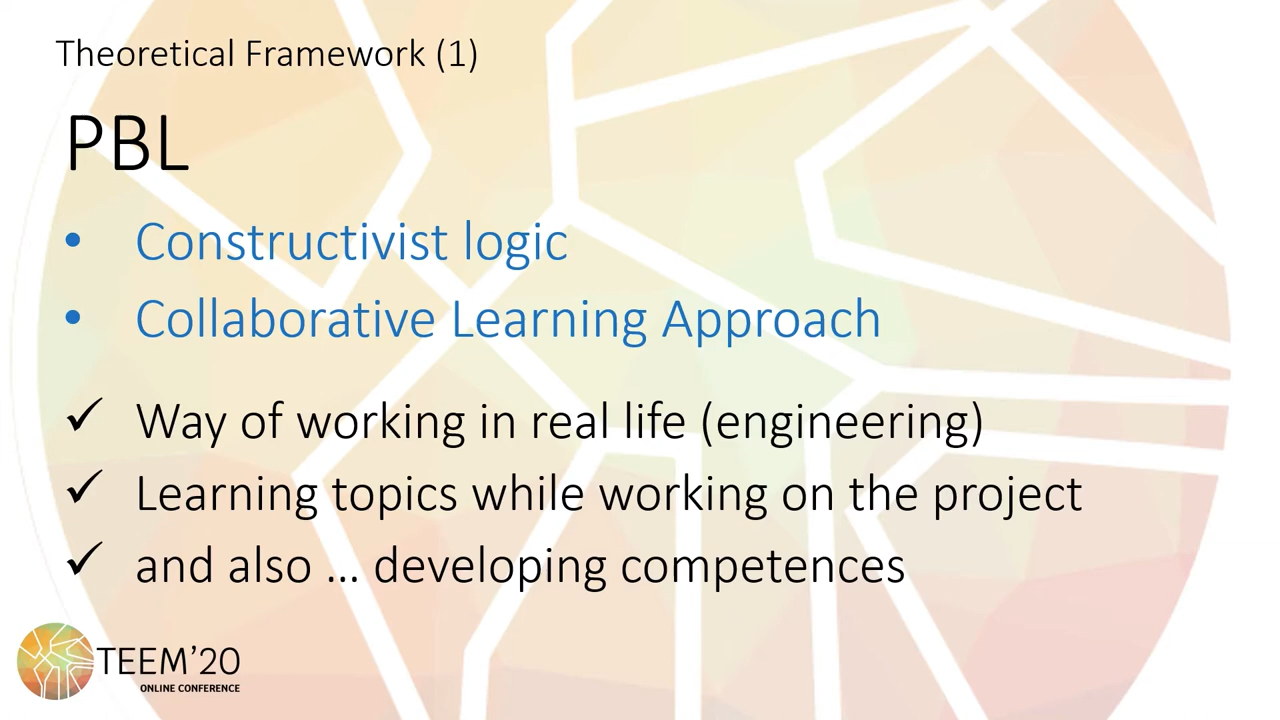 Theoretical Framework (1)
PBL
• Constructivist logic
• Collaborative Learning Approach
✓ Way of working in real life (engineering)
✓ Learning topics while working on the project
✓ and also ... developing competences
TEEM'20
ONLINE CONFERENCE